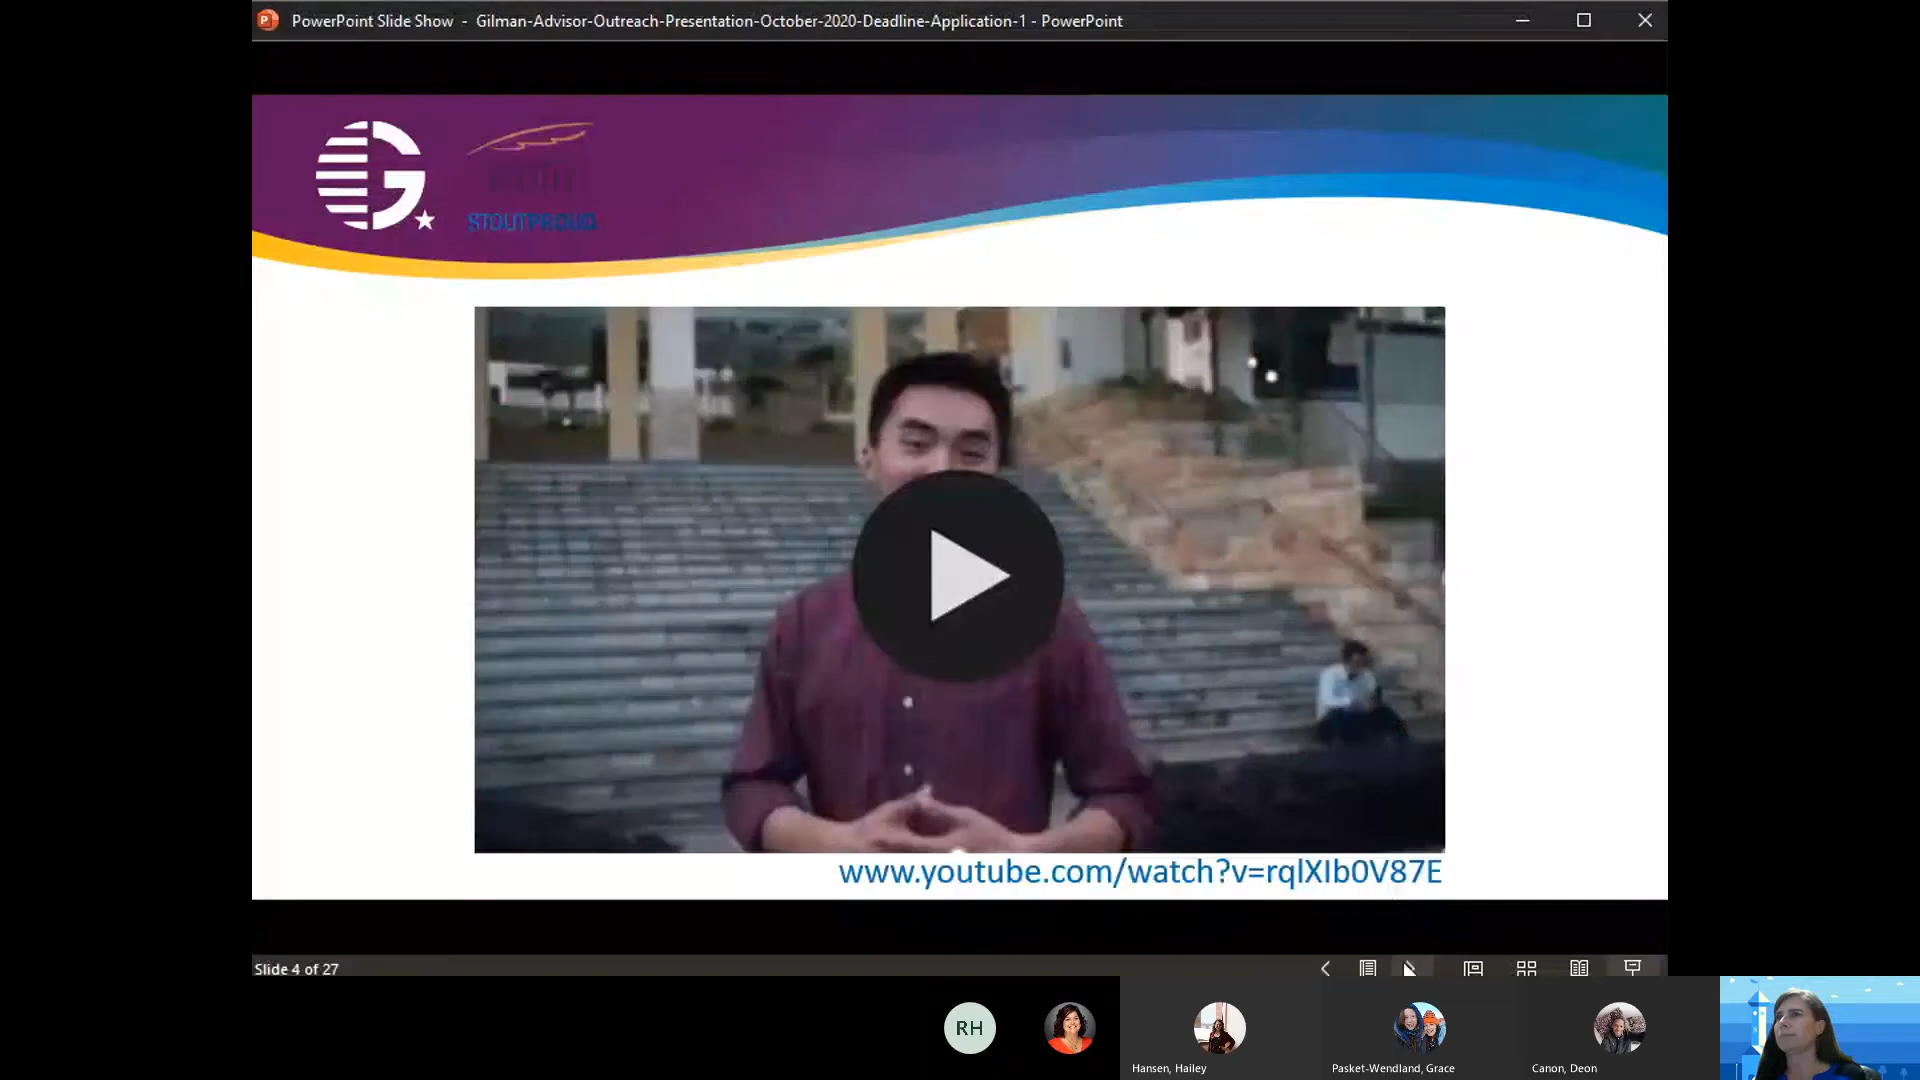 PowerPoint Slide Show - Gilman-Advisor-Outreach-Presentation-October-2020-Deadline-Application-1 - PowerPoint
G
STOUTPROUD
www.youtube.com/watch?v=rqlXIb0V87E
Slide 4 of 27
RH
Hansen, Hailey
Pasket-Wendland, Grace
Canon, Deon